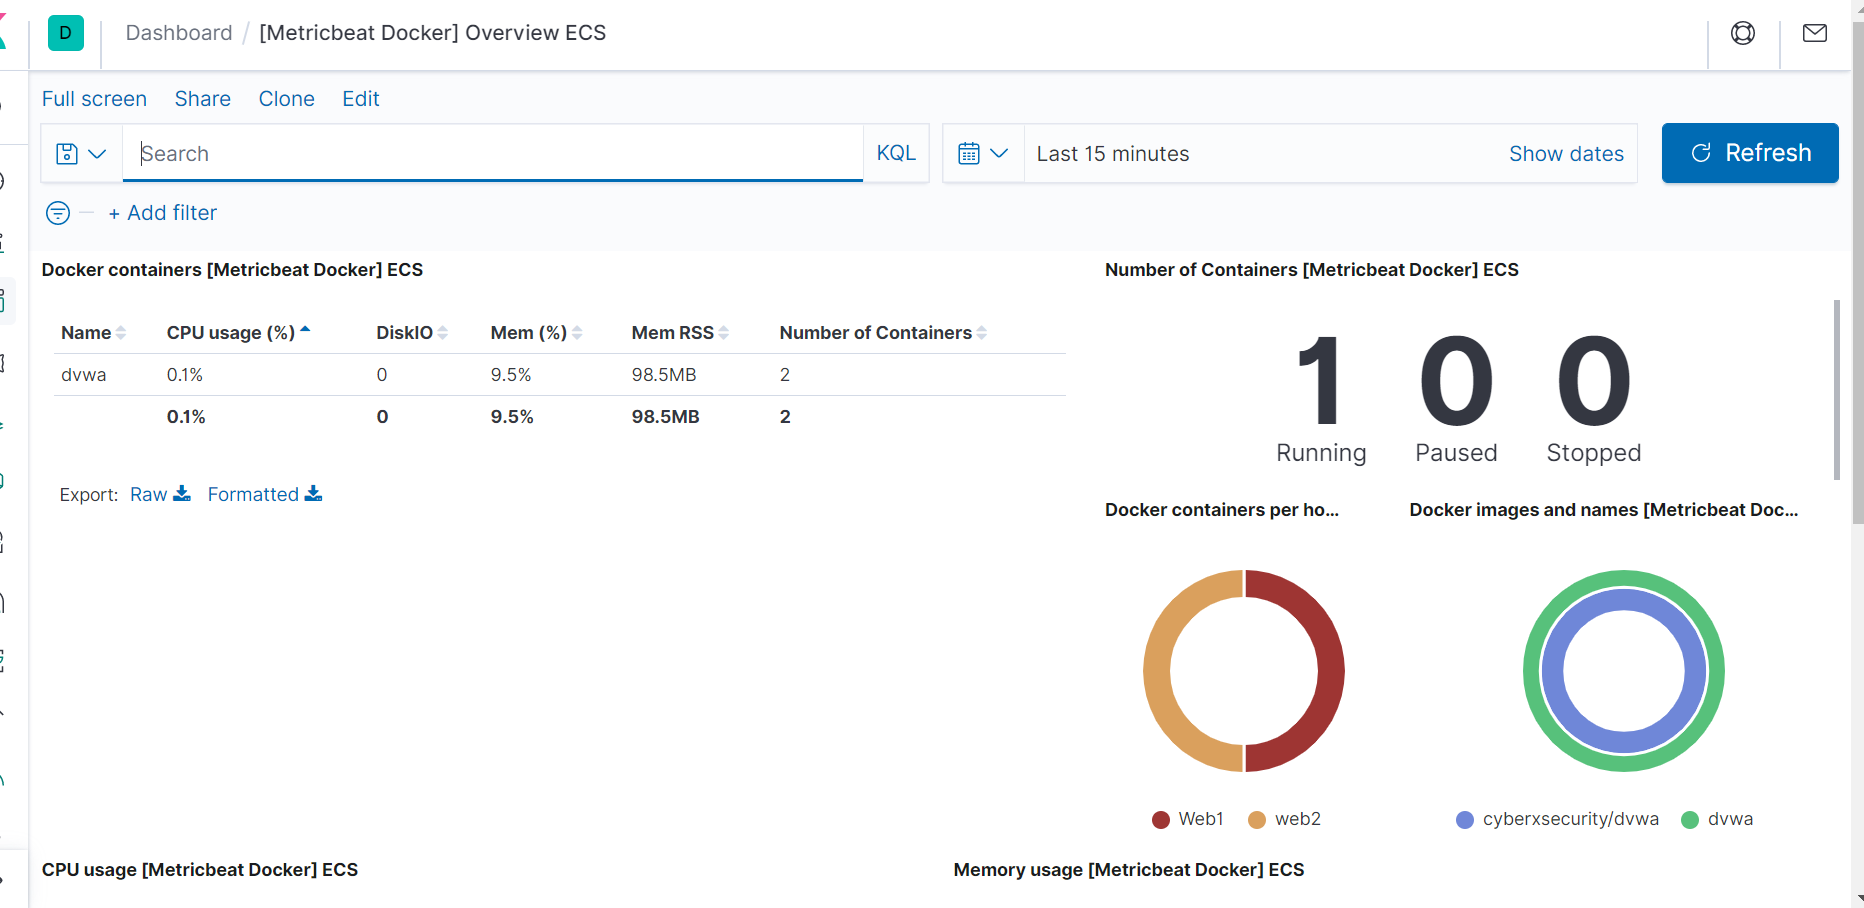 D Dashboard / [Metricbeat Docker] Overview ECS
Full screen Share Clone Edit
Search KQL Last 15 minutes Show dates Refresh
+ Add filter
Docker containers [Metricbeat Docker] ECS
Name CPU usage (%) DiskIO Mem (%) Mem RSS Number of Containers
dvwa 0.1% 0 9.5% 98.5MB 2
0.1% 0 9.5% 98.5MB 2
Export: Raw Formatted
Number of Containers [Metricbeat Docker] ECS
1 0 0
Running Paused Stopped
Docker containers per ho... Docker images and names [Metricbeat Doc...
Web1 web2 cyberxsecurity/dvwa dvwa
CPU usage [Metricbeat Docker] ECS Memory usage [Metricbeat Docker] ECS